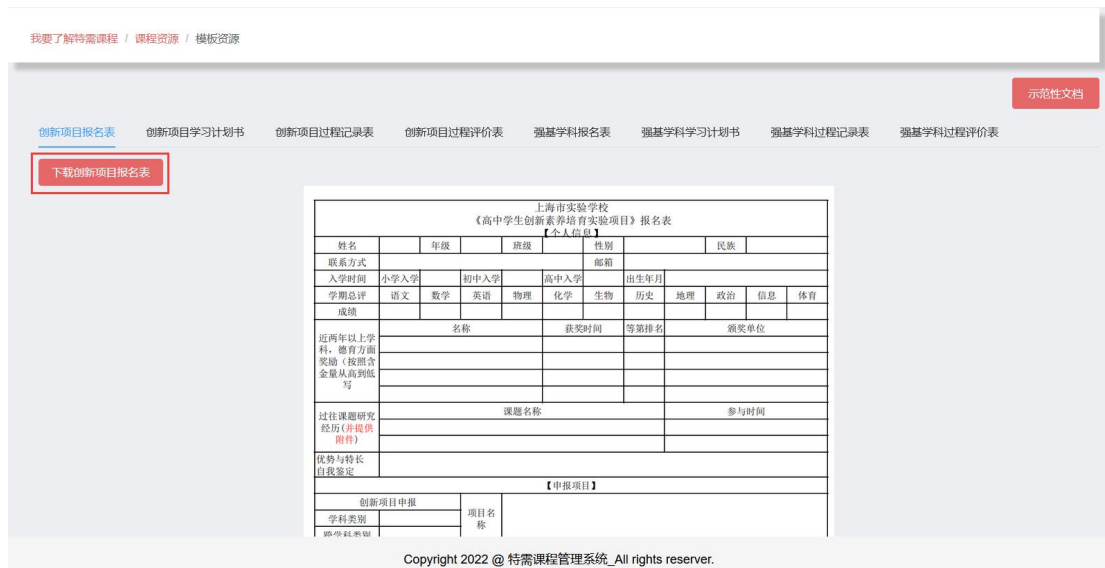 我要了解特需课程 / 课程资源 / 模板资源
示范性文档
创新项目报名表 创新项目学习计划书 创新项目过程记录表 创新项目过程评价表 强基学科报名表 强基学科学习计划书 强基学科过程记录表 强基学科过程评价表
下载创新项目报名表
上海市实验学校
《高中学生创新素养培育实验项目》报名表
【个人信息】
姓名 年级 班级 性别 民族
联系方式 邮箱
入学时间 小学入学 初中入学 高中入学 出生年月
学期总评 语文 数学 英语 物理 化学 生物 历史 地理 政治 信息 体育
成绩
近两年以上学
科，德育方面
奖励（按照含
金量从高到低
写
名称 获奖时间 等第排名 颁奖单位
过往课题研究
经历(并提供
附件)
课题名称 参与时间
优势与特长
自我鉴定
【申报项目】
创新项目申报
项目名
称
学科类别
跨学科类别
Copyright 2022 @ 特需课程管理系统_All rights reserver.